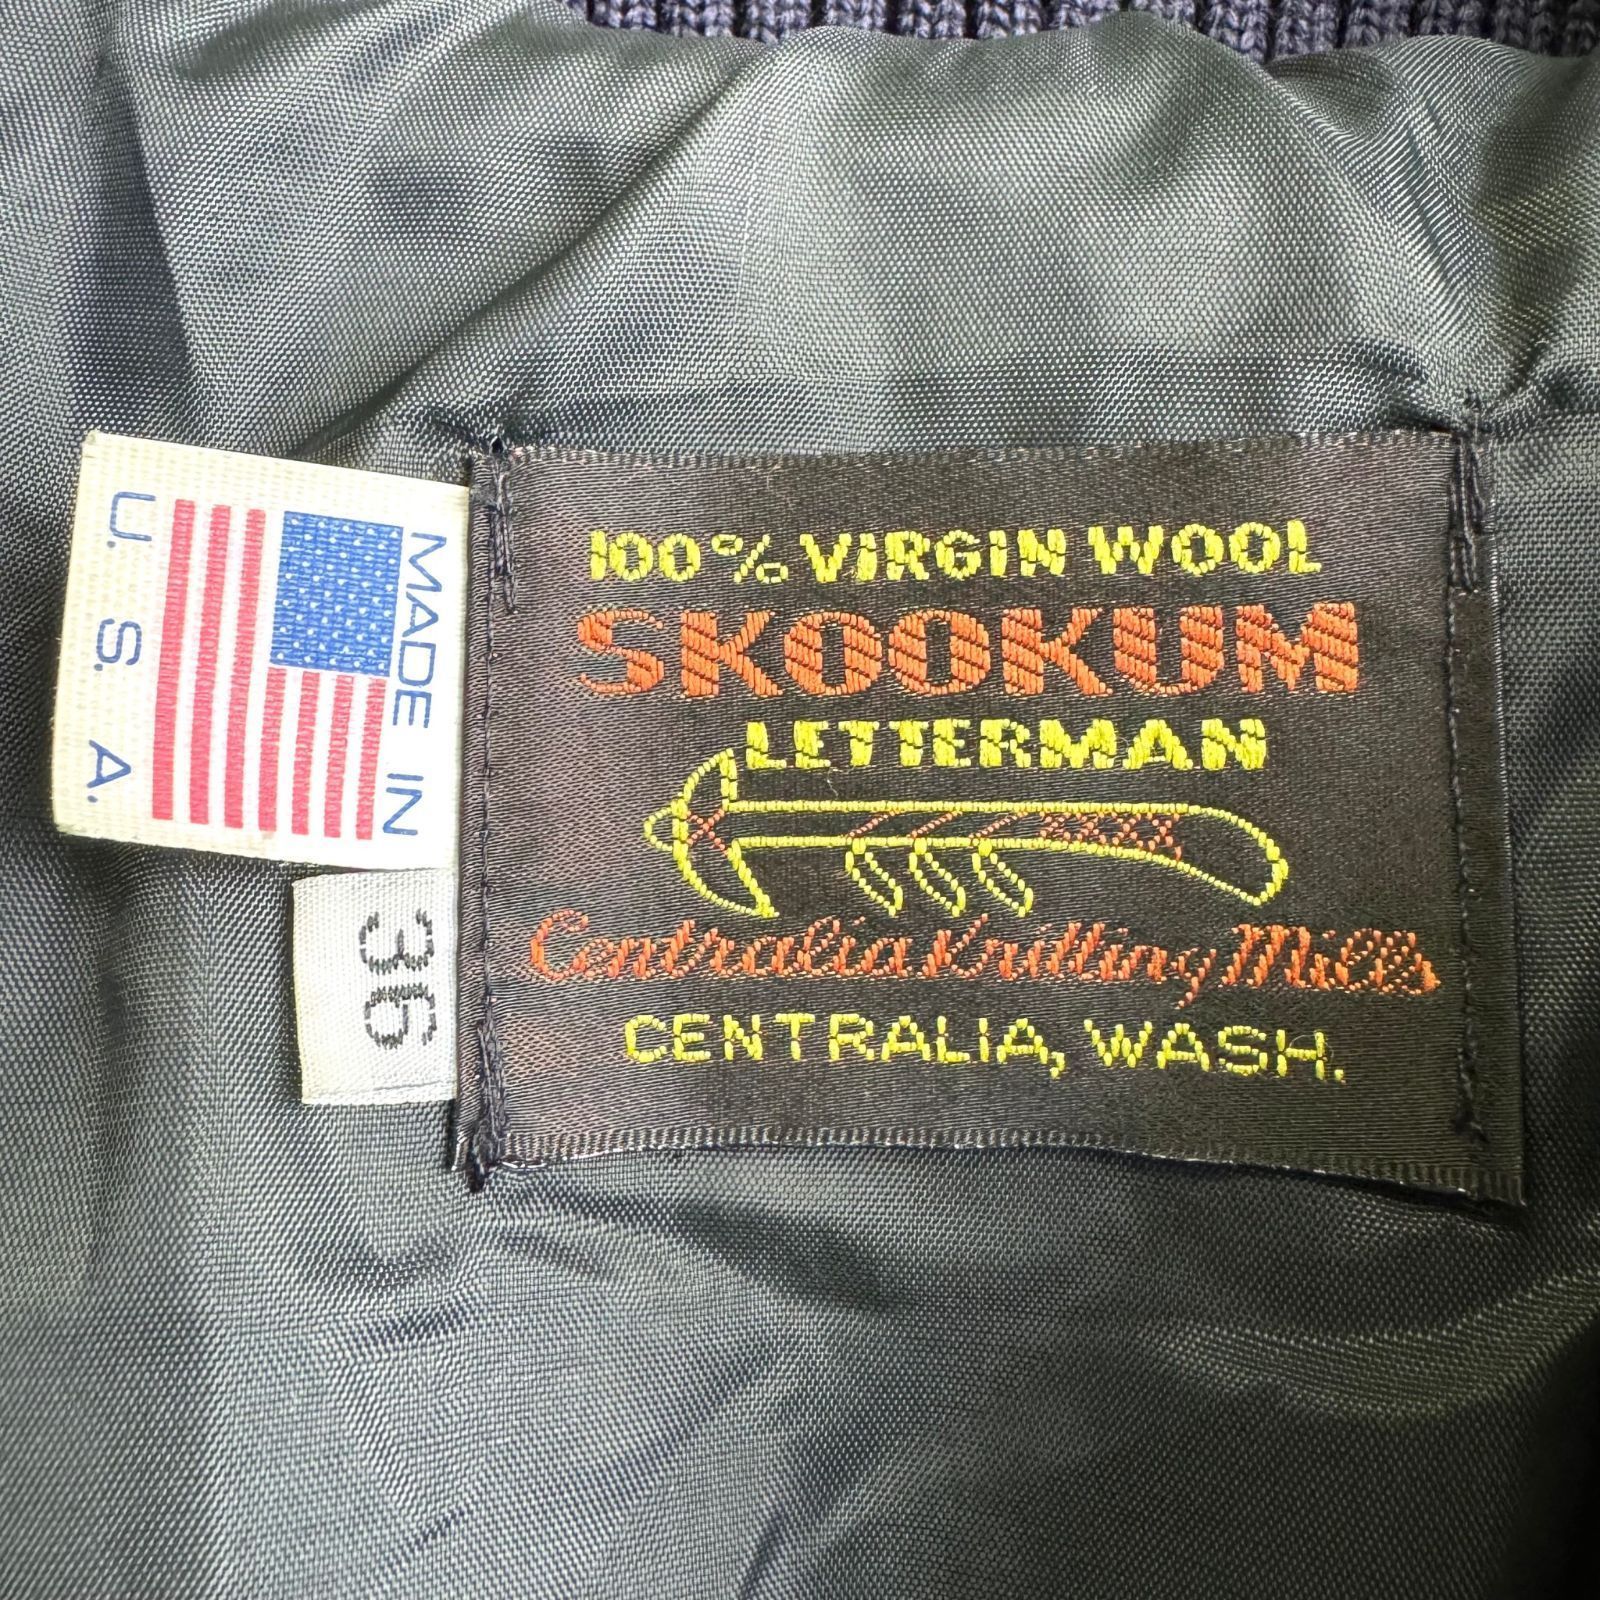 100% VIRGIN WOOL
SKOOKUM
LETTERMAN
Centralia Knitting Mills
CENTRALIA, WASH.
MADE IN
U. S. A.
36